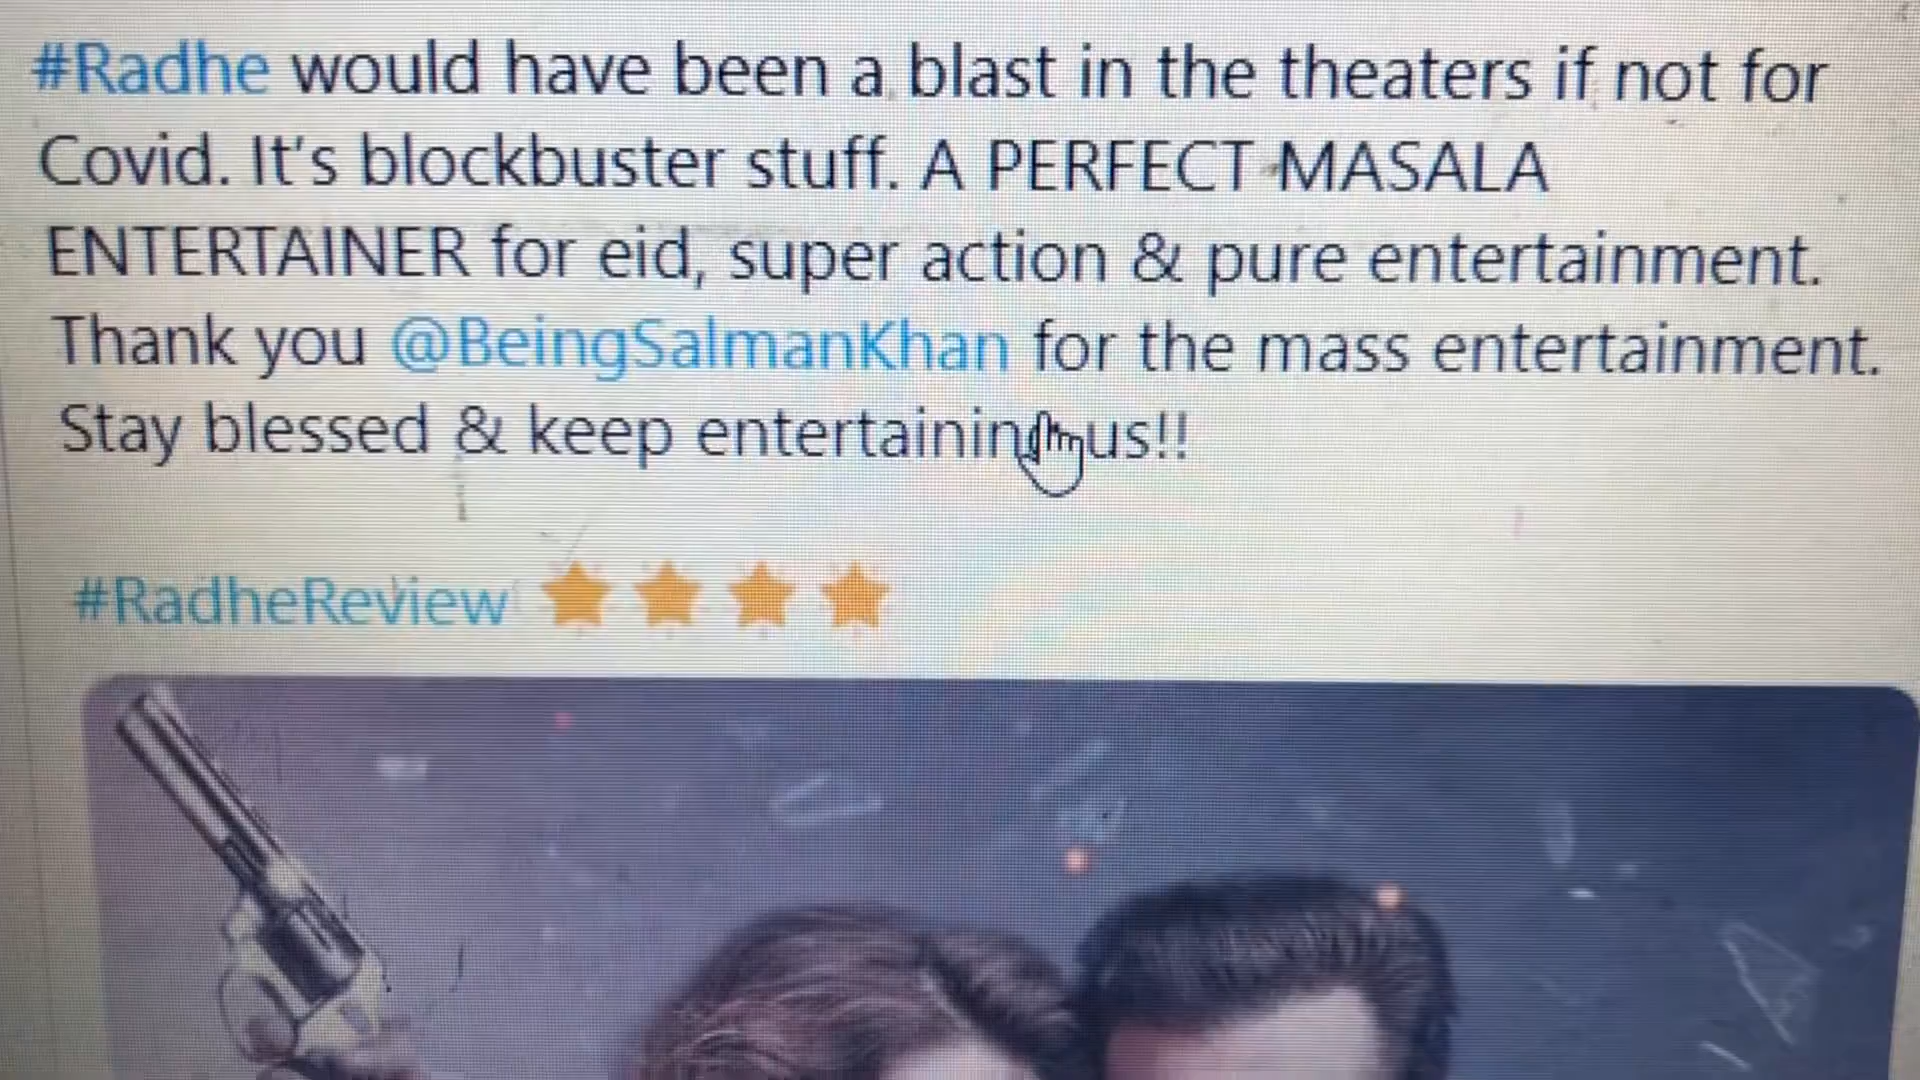 #Radhe would have been a blast in the theaters if not for
Covid. It's blockbuster stuff. A PERFECT MASALA
ENTERTAINER for eid, super action & pure entertainment.
Thank you @BeingSalmanKhan for the mass entertainment.
Stay blessed & keep entertaining us!!
#RadheReview ⭐⭐⭐⭐